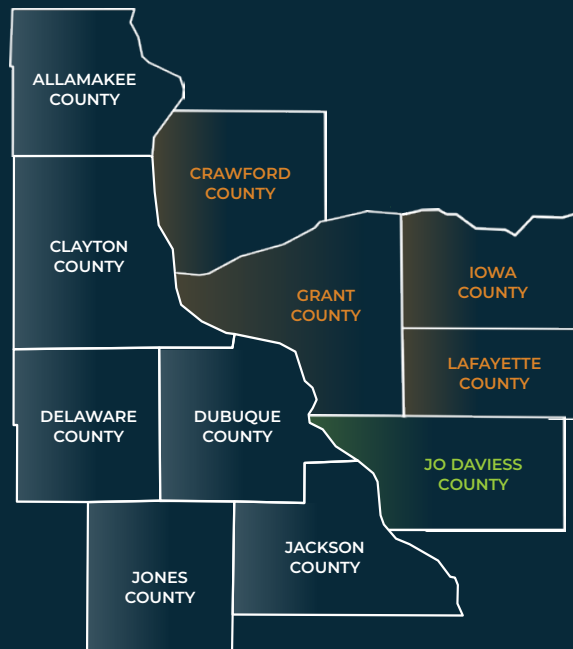 ALLAMAKEE
COUNTY
CRAWFORD
COUNTY
CLAYTON
COUNTY
IOWA
COUNTY
GRANT
COUNTY
LAFAYETTE
COUNTY
DELAWARE
COUNTY
DUBUQUE
COUNTY
JO DAVIESS
COUNTY
JACKSON
COUNTY
JONES
COUNTY